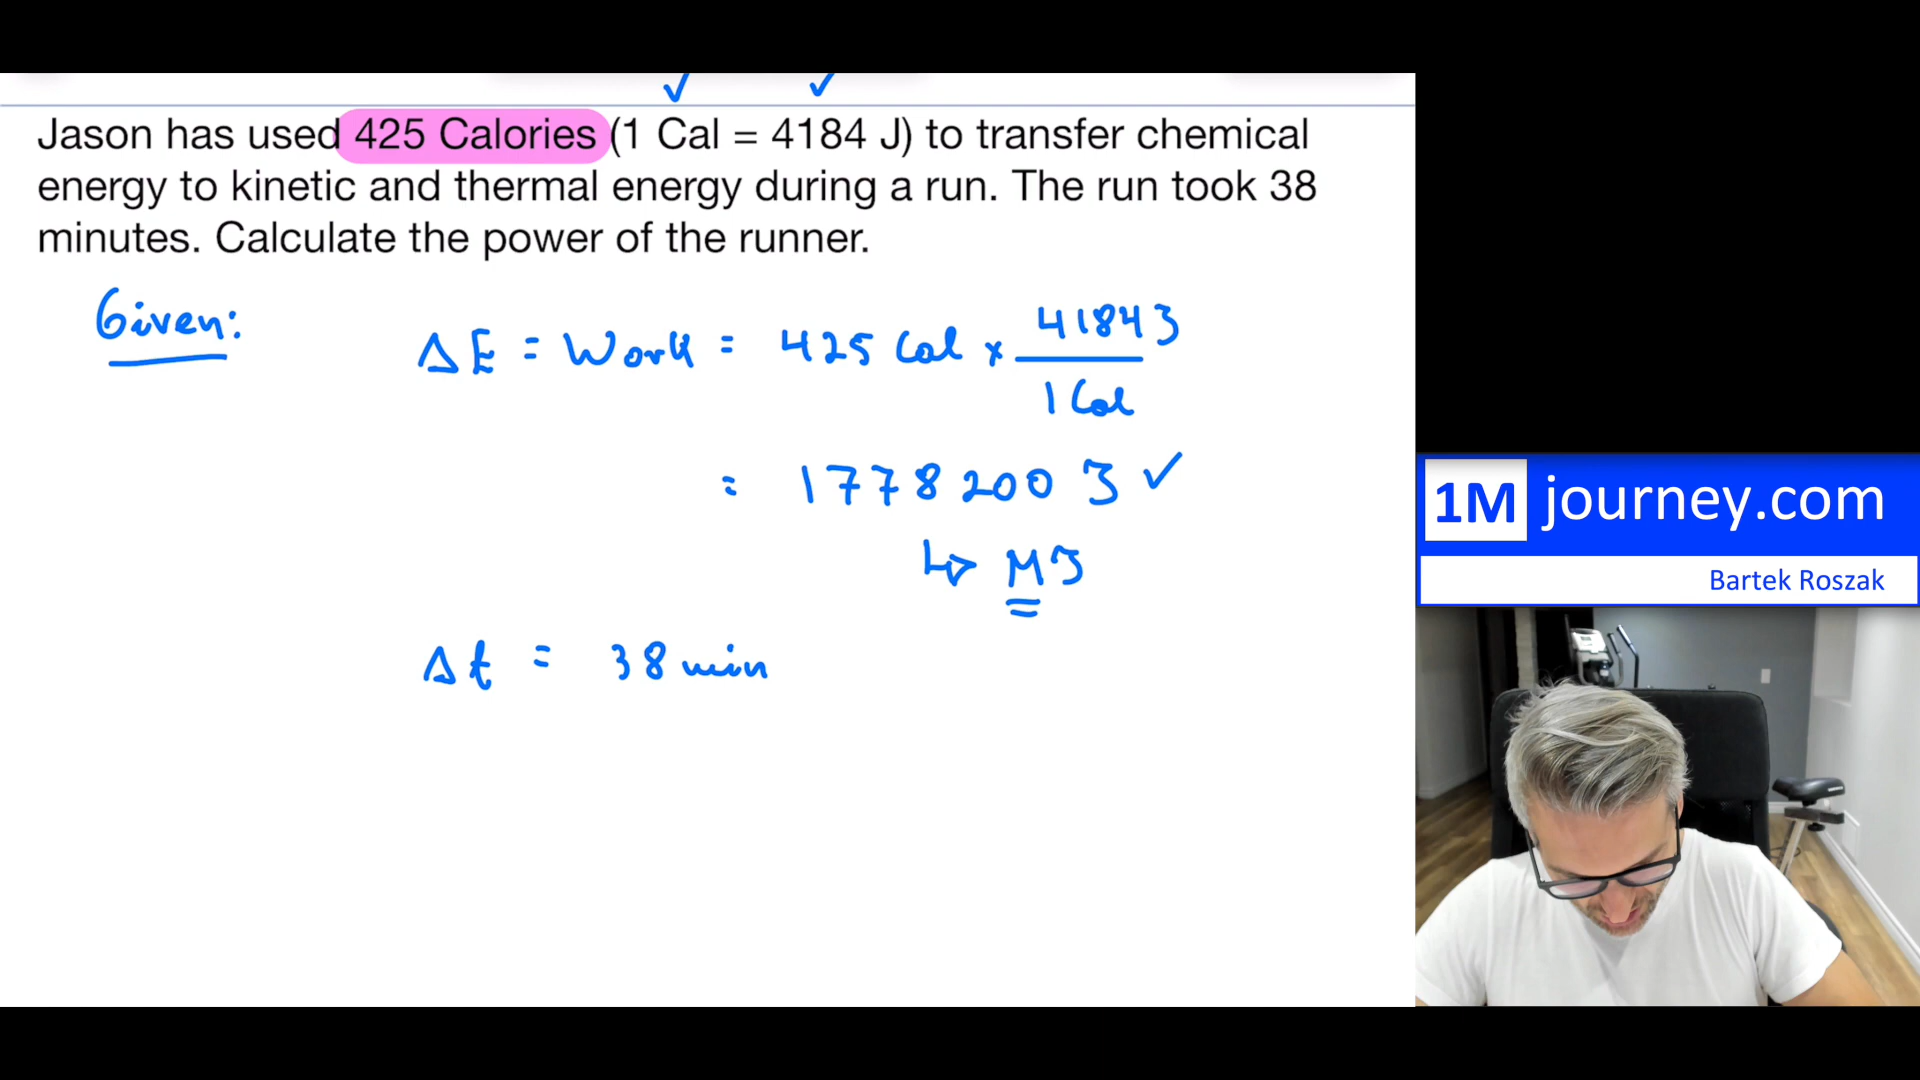 Jason has used 425 Calories (1 Cal = 4184 J) to transfer chemical
energy to kinetic and thermal energy during a run. The run took 38
minutes. Calculate the power of the runner.
Given:
ΔE = Work = 425 Cal × 4184 J
1 Cal
= 1778200 J ✓
↳ MJ
Δt = 38 min
1M journey.com
Bartek Roszak